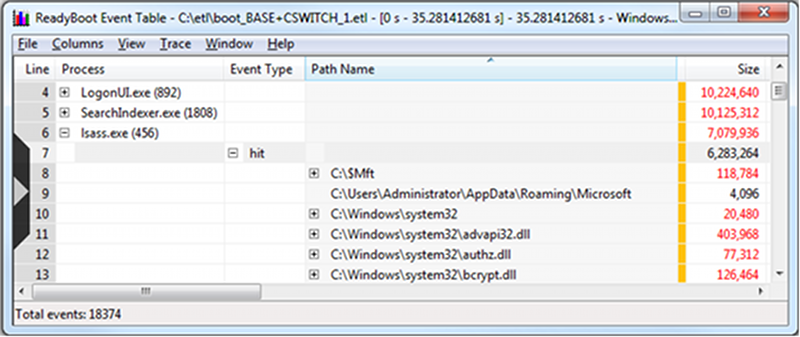 ReadyBoot Event Table - C:\etl\boot_BASE+CSWITCH_1.etl - [0 s - 35.281412681 s] - 35.281412681 s - Windows...
File Columns View Trace Window Help
Line Process Event Type Path Name Size
4 LogonUI.exe (892) 10,224,640
5 SearchIndexer.exe (1808) 10,125,312
6 lsass.exe (456) 7,079,936
7 hit 6,283,264
8 C:\$Mft 118,784
9 C:\Users\Administrator\AppData\Roaming\Microsoft 4,096
10 C:\Windows\system32 20,480
11 C:\Windows\system32\advapi32.dll 403,968
12 C:\Windows\system32\authz.dll 77,312
13 C:\Windows\system32\bcrypt.dll 126,464
Total events: 18374